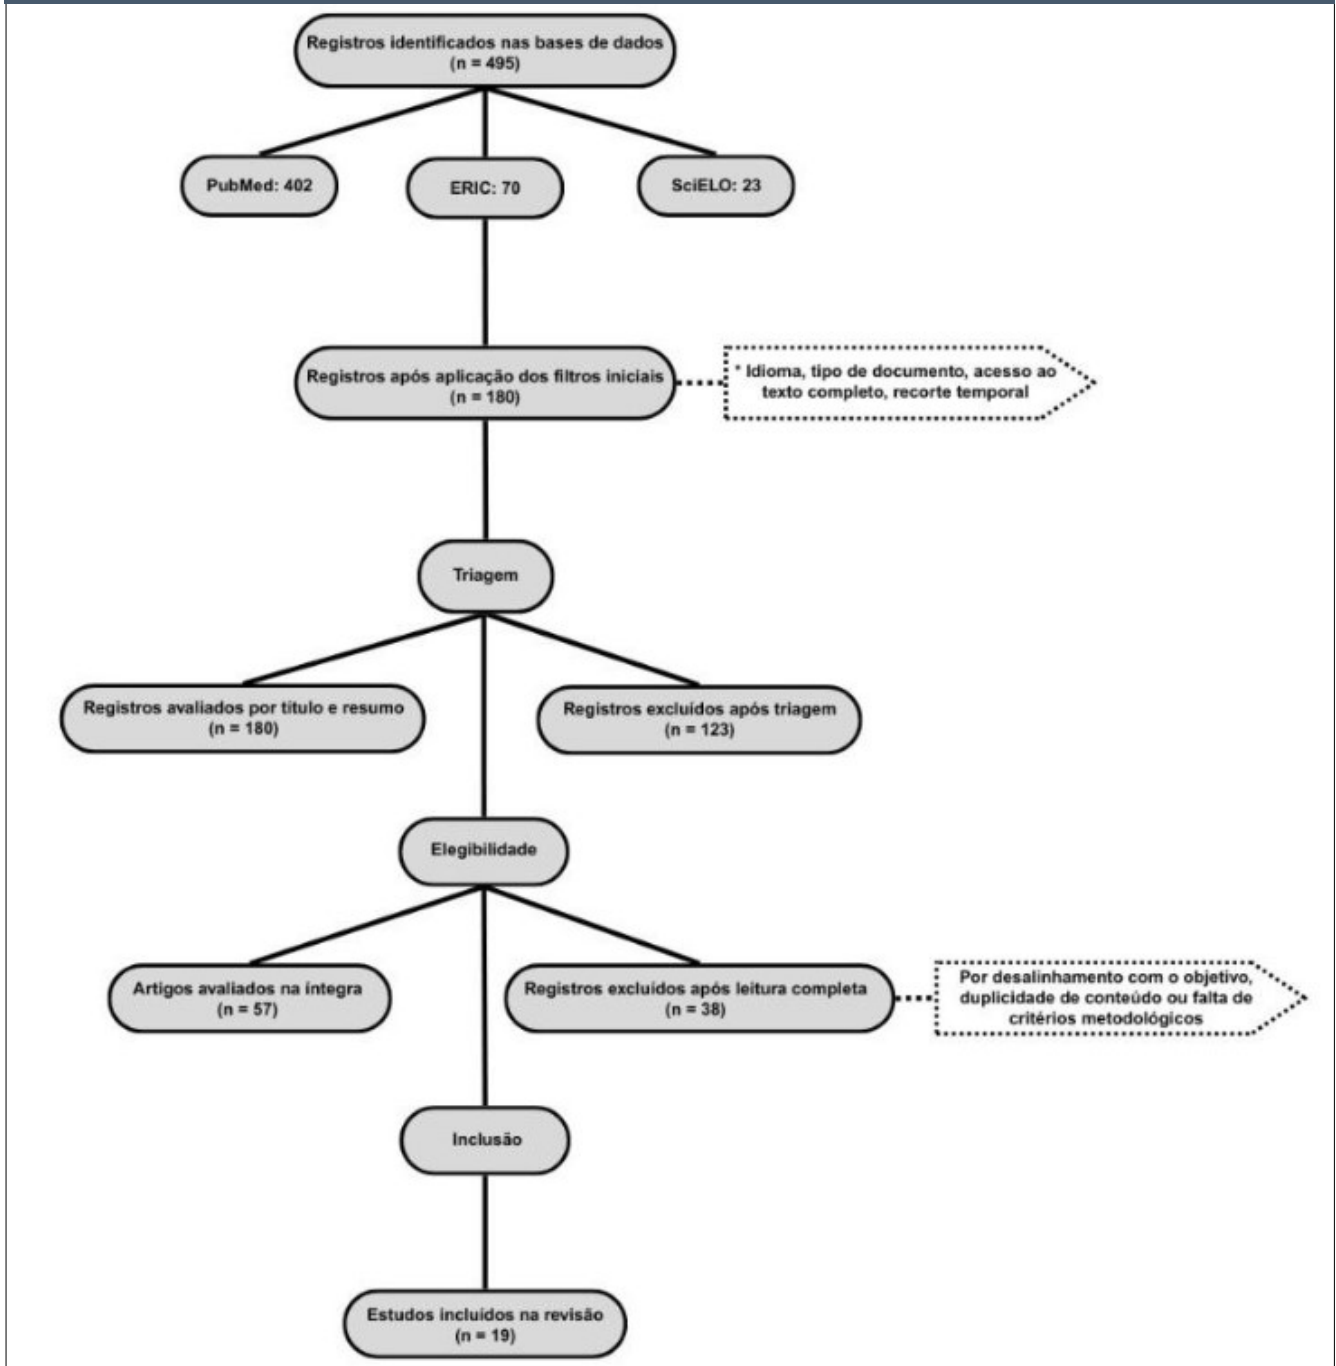 Registros identificados nas bases de dados
(n = 495)
PubMed: 402
ERIC: 70
SciELO: 23
Registros após aplicação dos filtros iniciais
(n = 180)
* Idioma, tipo de documento, acesso ao
texto completo, recorte temporal
Triagem
Registros avaliados por título e resumo
(n = 180)
Registros excluídos após triagem
(n = 123)
Elegibilidade
Artigos avaliados na íntegra
(n = 57)
Registros excluídos após leitura completa
(n = 38)
Por desalinhamento com o objetivo,
duplicidade de conteúdo ou falta de
critérios metodológicos
Inclusão
Estudos incluídos na revisão
(n = 19)